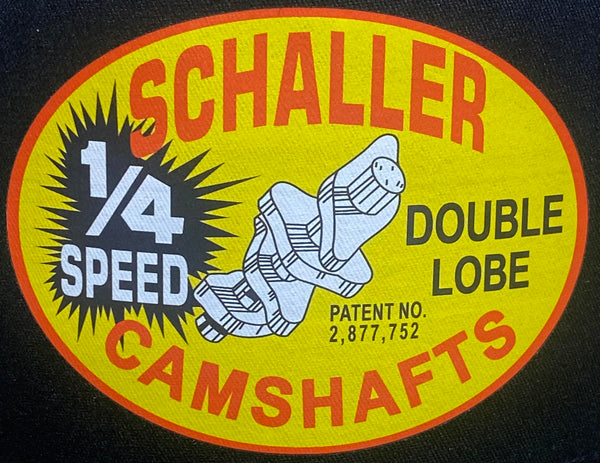 SCHALLER
1/4
SPEED
DOUBLE
LOBE
PATENT NO.
2,877,752
CAMSHAFTS